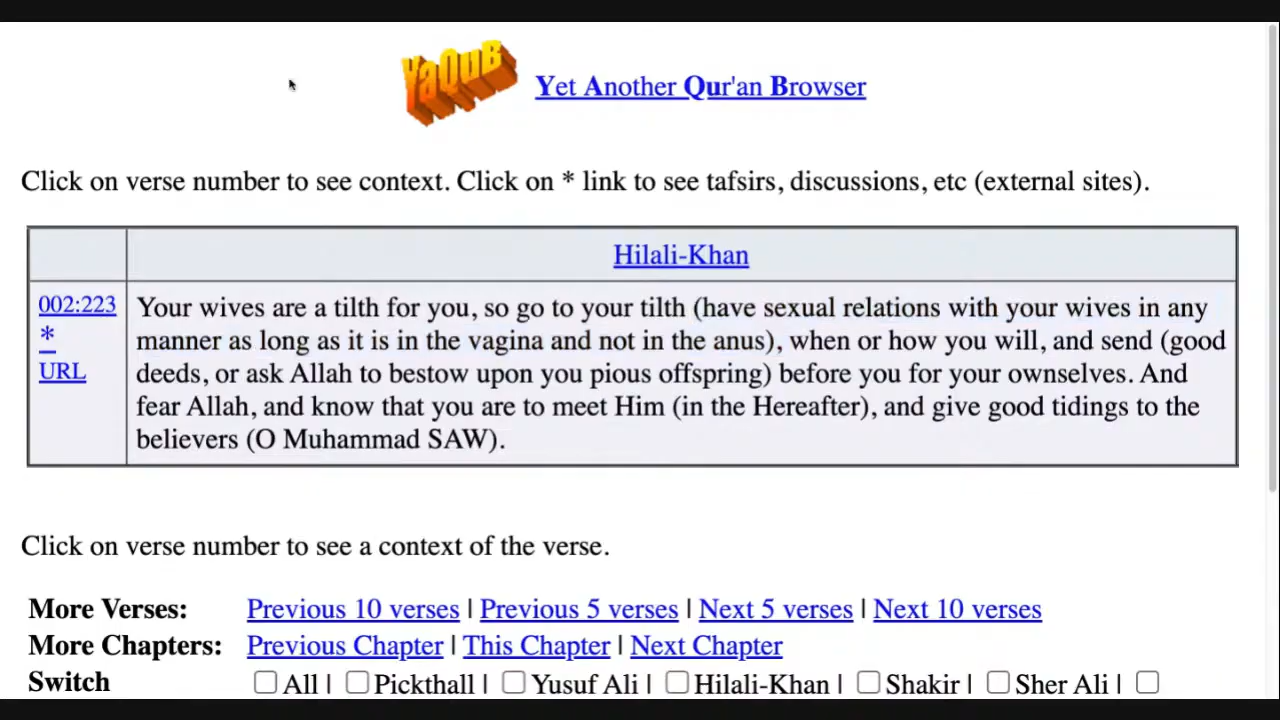 YaQuB Yet Another Qur'an Browser
Click on verse number to see context. Click on * link to see tafsirs, discussions, etc (external sites).
Hilali-Khan
002:223
*
URL
Your wives are a tilth for you, so go to your tilth (have sexual relations with your wives in any
manner as long as it is in the vagina and not in the anus), when or how you will, and send (good
deeds, or ask Allah to bestow upon you pious offspring) before you for your ownselves. And
fear Allah, and know that you are to meet Him (in the Hereafter), and give good tidings to the
believers (O Muhammad SAW).
Click on verse number to see a context of the verse.
More Verses: Previous 10 verses | Previous 5 verses | Next 5 verses | Next 10 verses
More Chapters: Previous Chapter | This Chapter | Next Chapter
Switch All | Pickthall | Yusuf Ali | Hilali-Khan | Shakir | Sher Ali |